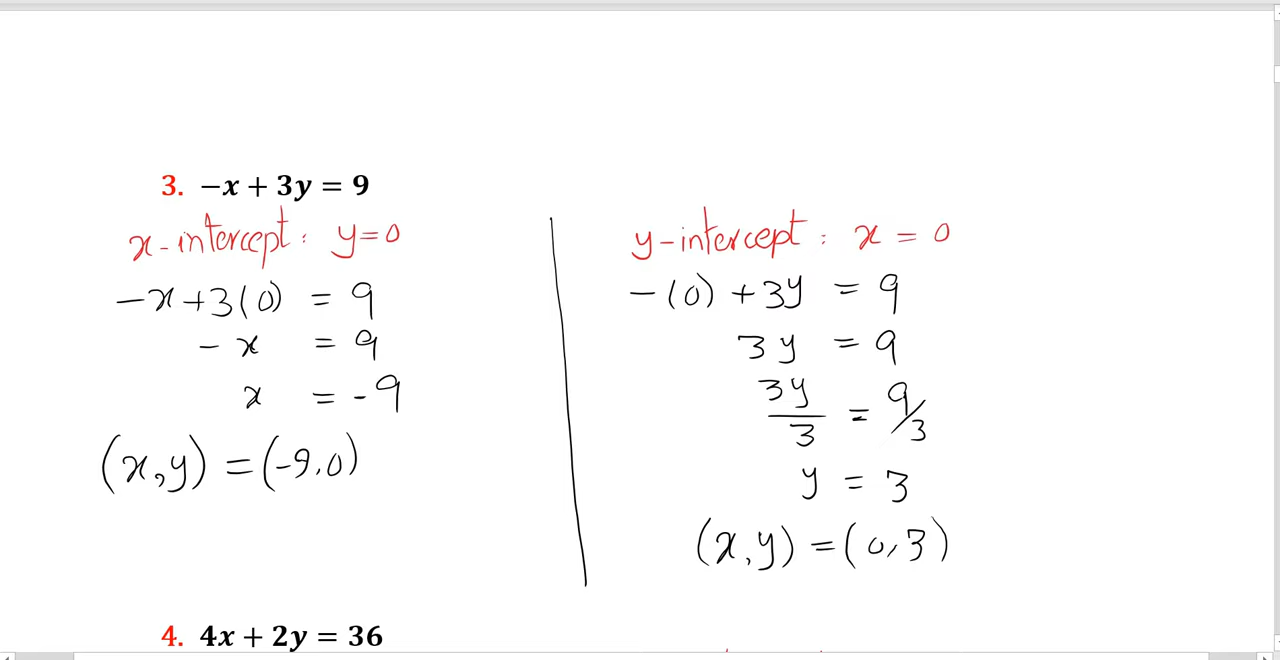 3. −x + 3y = 9
x-intercept: y=0
-x+3(0) = 9
-x = 9
x = -9
(x,y) = (-9,0)
y-intercept: x = 0
-(0) +3y = 9
3y = 9
3y/3 = 9/3
y = 3
(x,y) = (0,3)
4. 4x + 2y = 36